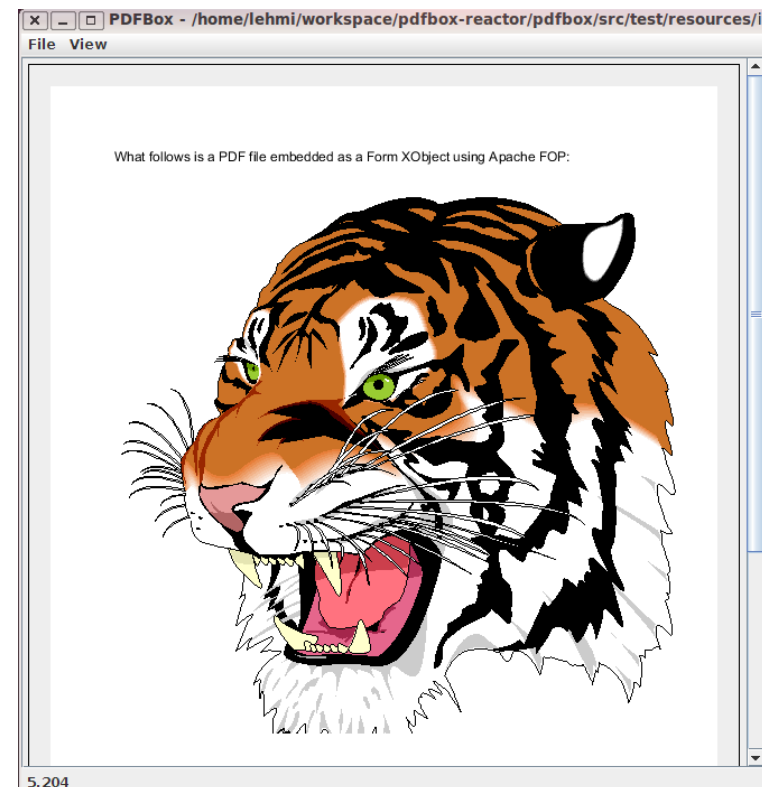 PDFBox - /home/lehmi/workspace/pdfbox-reactor/pdfbox/src/test/resources/i
File View
What follows is a PDF file embedded as a Form XObject using Apache FOP:
5,204